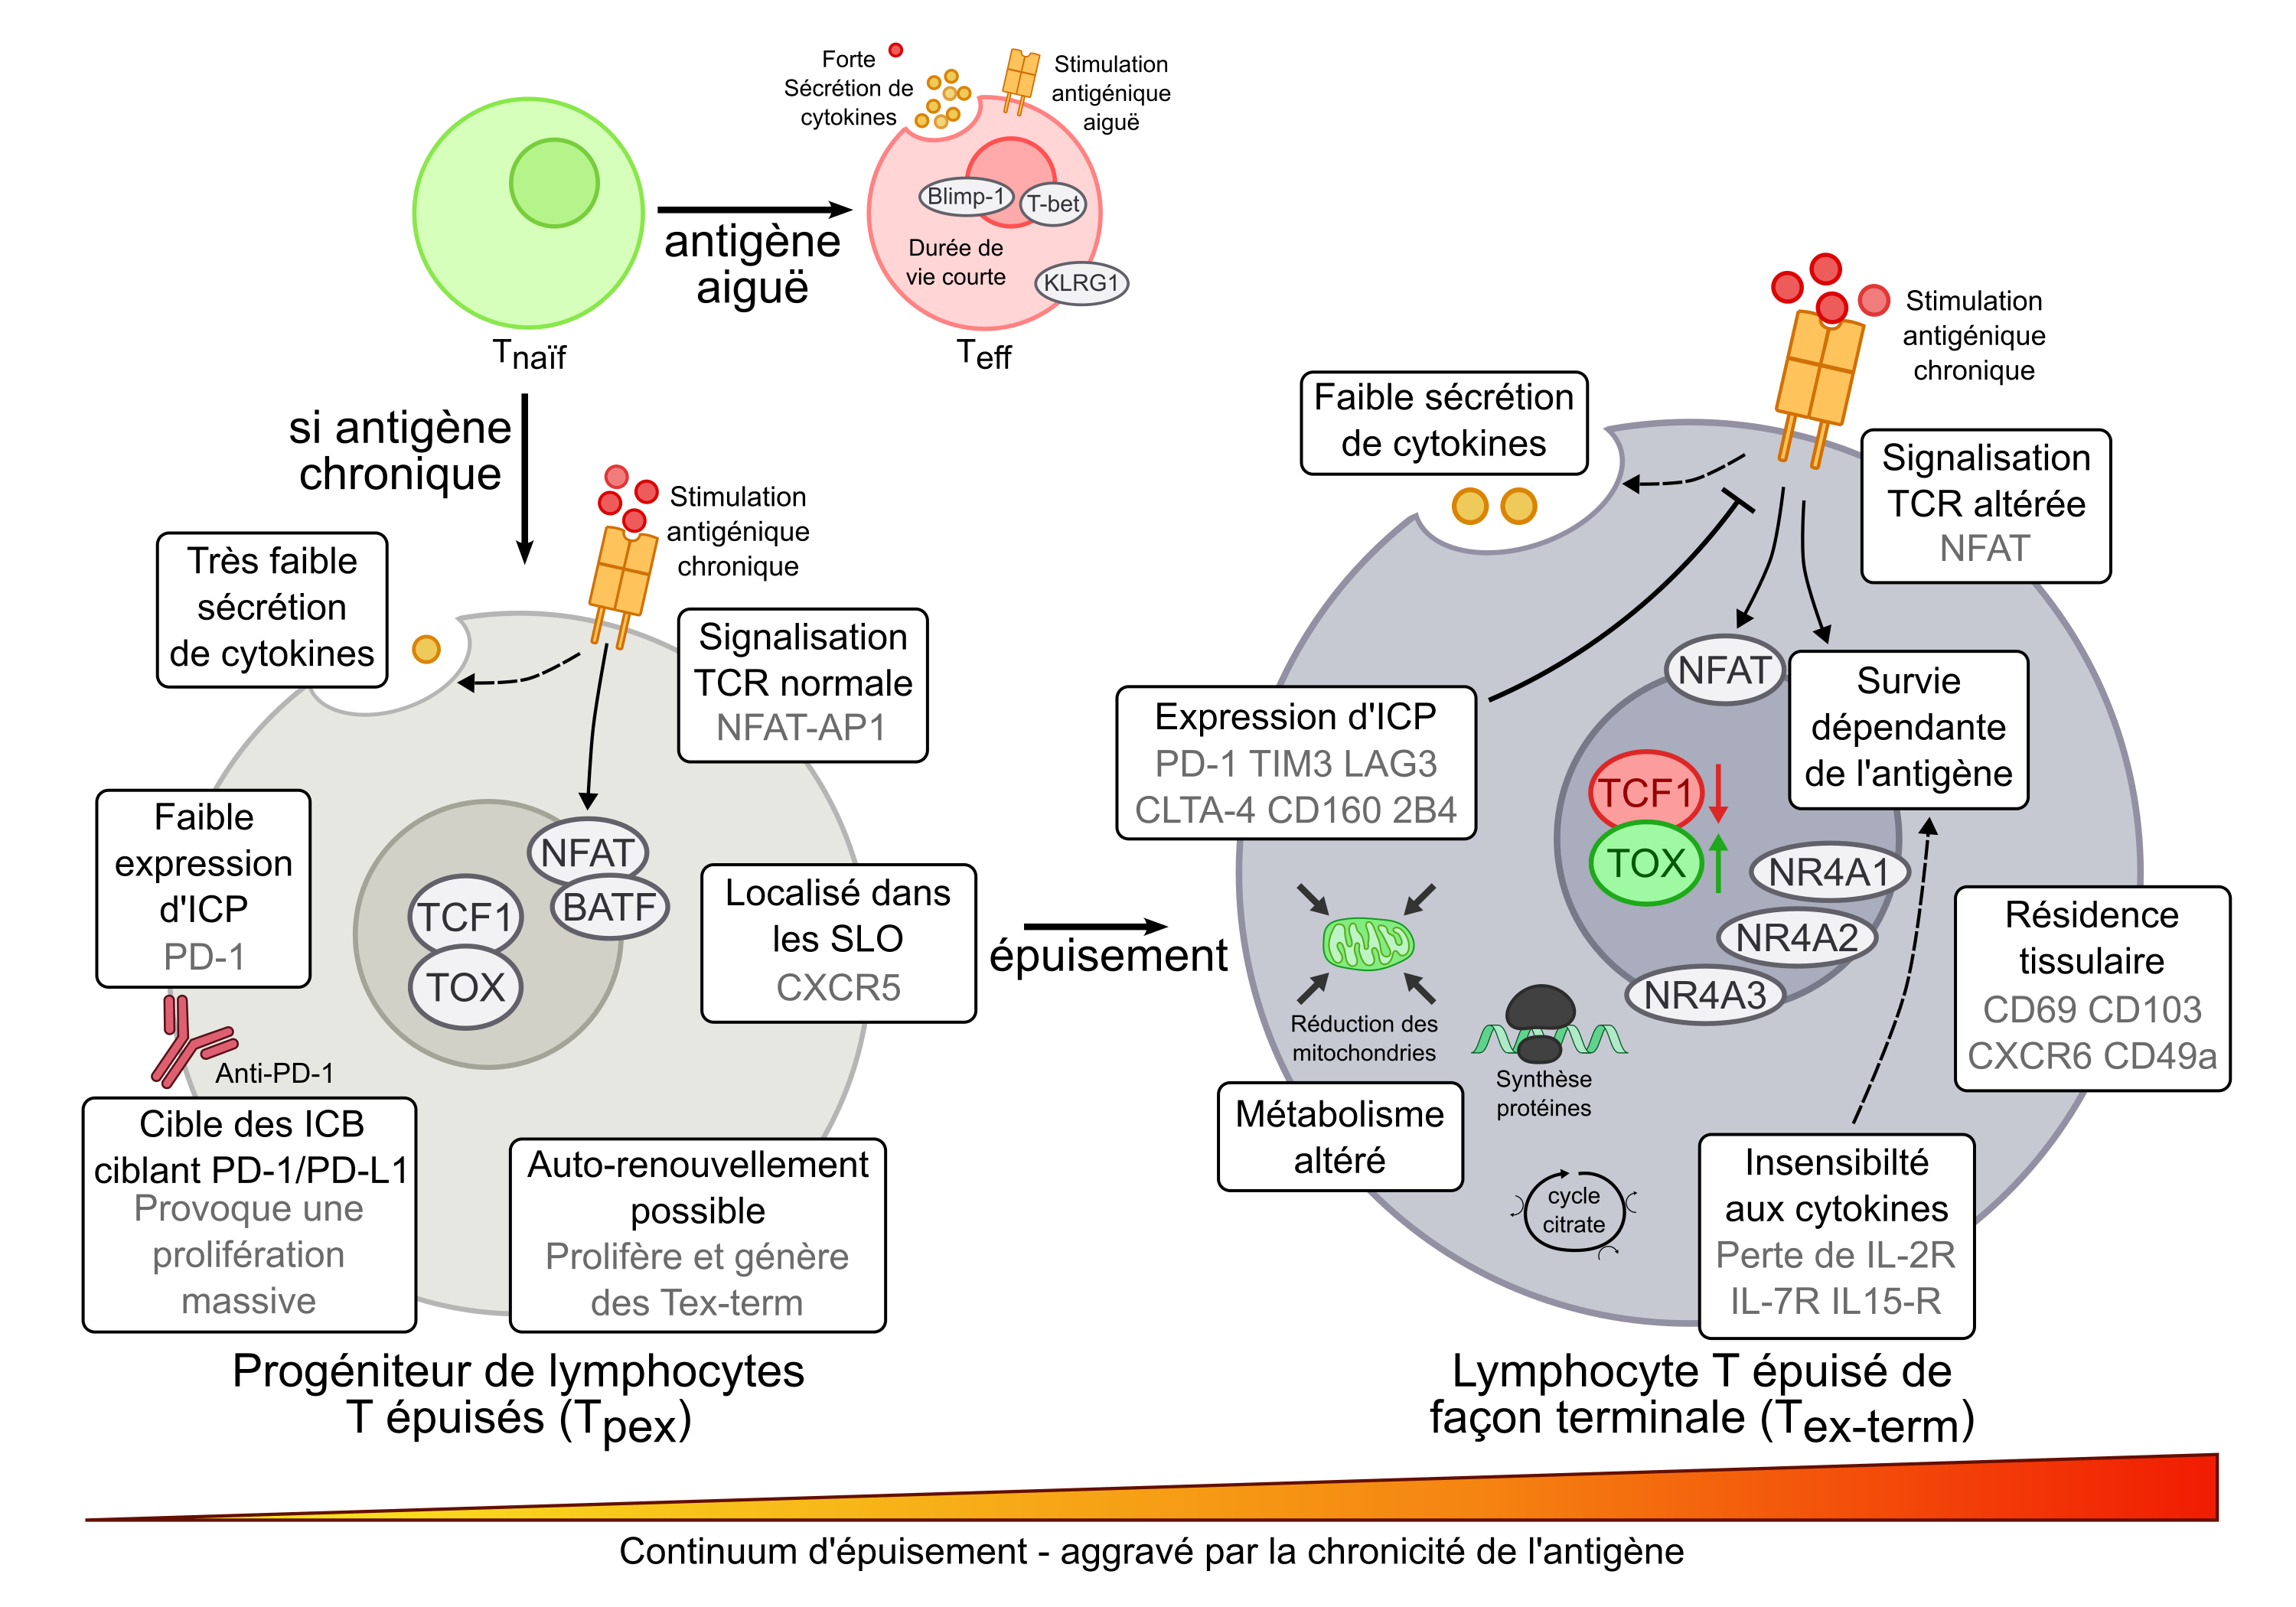 Forte
Sécrétion de
cytokines
Stimulation
antigénique
aiguë
Blimp-1
T-bet
Durée de
vie courte
KLRG1
antigène
aiguë
Tnaïf
Teff
si antigène
chronique
Stimulation
antigénique
chronique
Très faible
sécrétion
de cytokines
Signalisation
TCR normale
NFAT-AP1
Faible
expression
d'ICP
PD-1
NFAT
BATF
TCF1
TOX
Localisé dans
les SLO
CXCR5
Anti-PD-1
Cible des ICB
ciblant PD-1/PD-L1
Provoque une
prolifération
massive
Auto-renouvellement
possible
Prolifère et génère
des Tex-term
Progéniteur de lymphocytes
T épuisés (Tpex)
épuisement
Stimulation
antigénique
chronique
Faible sécrétion
de cytokines
Signalisation
TCR altérée
NFAT
NFAT
Survie
dépendante
de l'antigène
Expression d'ICP
PD-1 TIM3 LAG3
CLTA-4 CD160 2B4
TCF1
TOX
NR4A1
NR4A2
NR4A3
Résidence
tissulaire
CD69 CD103
CXCR6 CD49a
Réduction des
mitochondries
Synthèse
protéines
Métabolisme
altéré
cycle
citrate
Insensibilté
aux cytokines
Perte de IL-2R
IL-7R IL15-R
Lymphocyte T épuisé de
façon terminale (Tex-term)
Continuum d'épuisement - aggravé par la chronicité de l'antigène